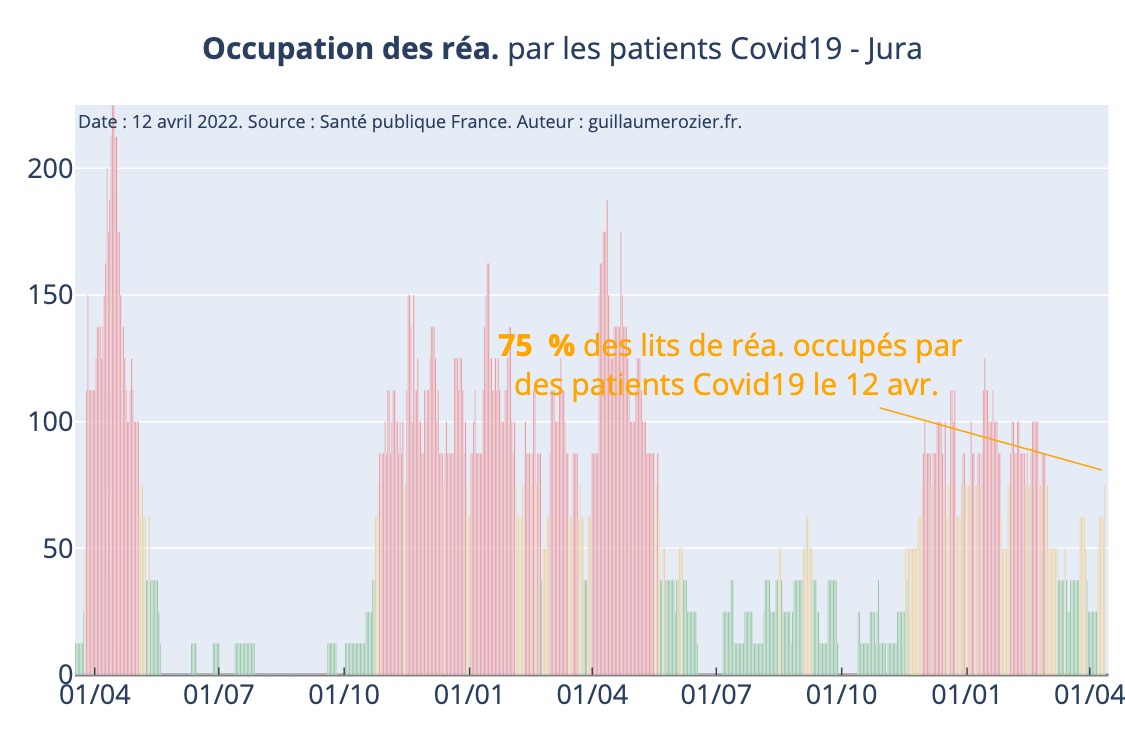 Occupation des réa. par les patients Covid19 - Jura
Date : 12 avril 2022. Source : Santé publique France. Auteur : guillaumerozier.fr.
200
150
75 % des lits de réa. occupés par
des patients Covid19 le 12 avr.
100
50
0
01/04 01/07 01/10 01/01 01/04 01/07 01/10 01/01 01/04